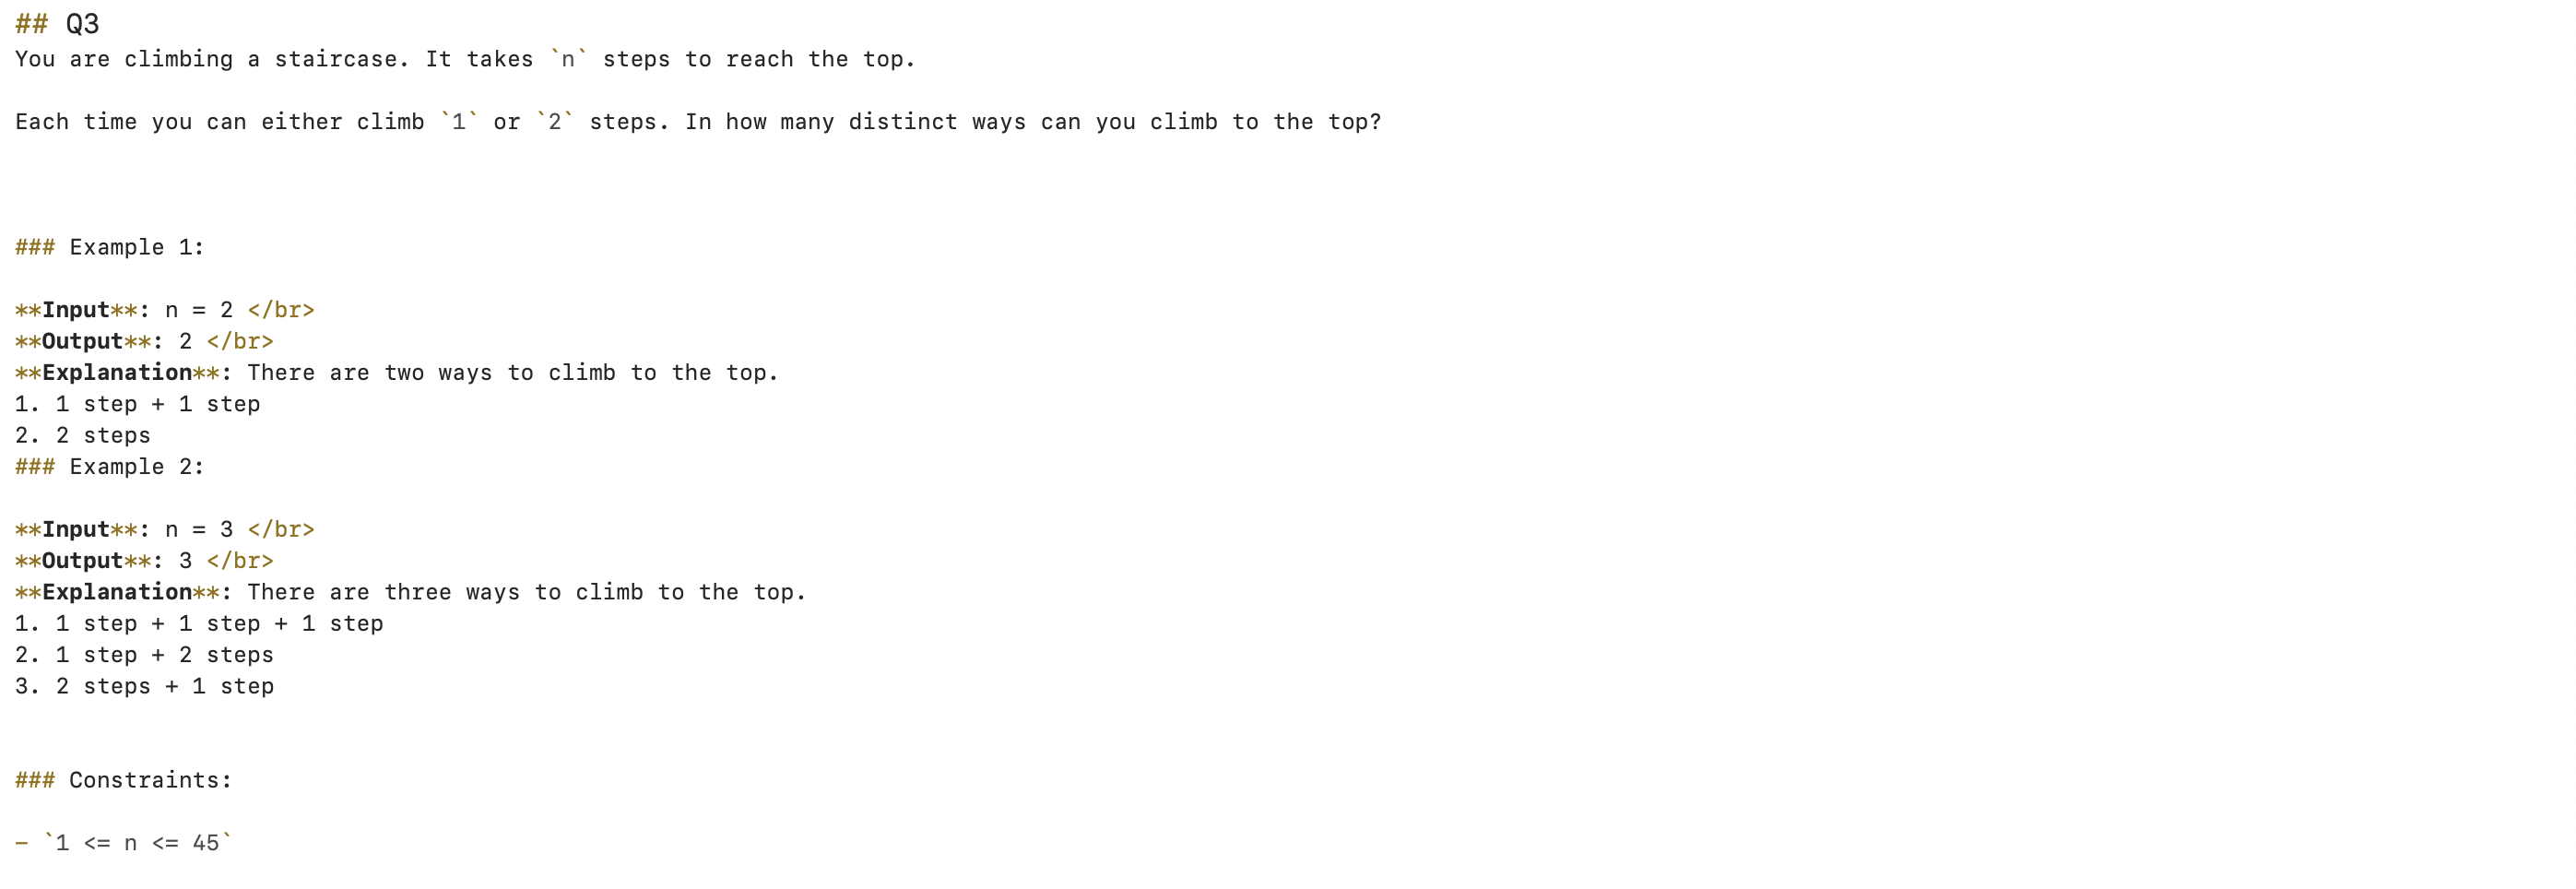 ## Q3
You are climbing a staircase. It takes `n` steps to reach the top.
Each time you can either climb `1` or `2` steps. In how many distinct ways can you climb to the top?
### Example 1:
**Input**: n = 2 </br>
**Output**: 2 </br>
**Explanation**: There are two ways to climb to the top.
1. 1 step + 1 step
2. 2 steps
### Example 2:
**Input**: n = 3 </br>
**Output**: 3 </br>
**Explanation**: There are three ways to climb to the top.
1. 1 step + 1 step + 1 step
2. 1 step + 2 steps
3. 2 steps + 1 step
### Constraints:
- `1 <= n <= 45`